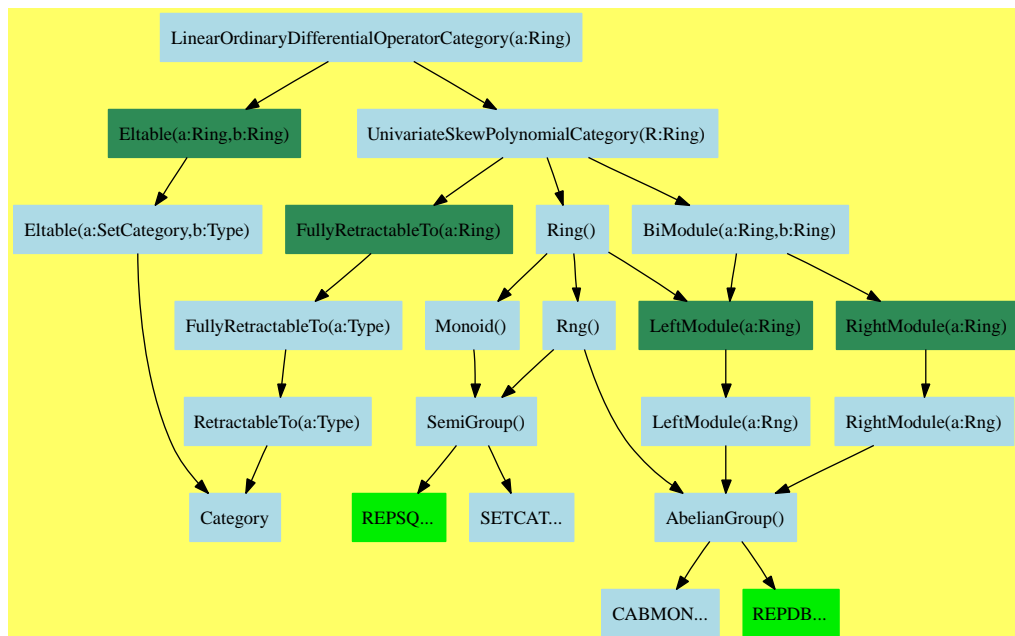 LinearOrdinaryDifferentialOperatorCategory(a:Ring)
Eltable(a:Ring,b:Ring)
UnivariateSkewPolynomialCategory(R:Ring)
Eltable(a:SetCategory,b:Type)
FullyRetractableTo(a:Ring)
Ring()
BiModule(a:Ring,b:Ring)
FullyRetractableTo(a:Type)
Monoid()
Rng()
LeftModule(a:Ring)
RightModule(a:Ring)
RetractableTo(a:Type)
SemiGroup()
LeftModule(a:Rng)
RightModule(a:Rng)
Category
REPSQ...
SETCAT...
AbelianGroup()
CABMON...
REPDB...